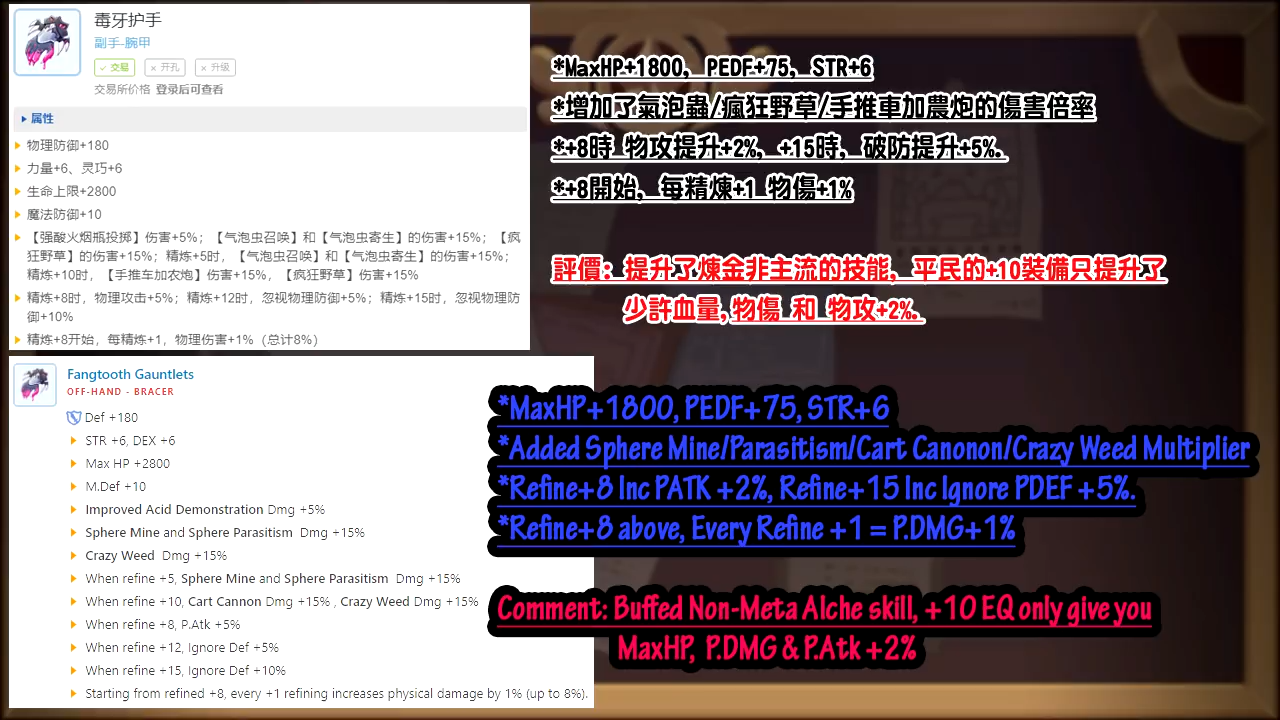 毒牙护手
副手-腕甲
✓ 交易 × 开孔 × 升级
交易所价格 登录后可查看
属性
物理防御+180
力量+6、灵巧+6
生命上限+2800
魔法防御+10
【强酸火烟瓶投掷】伤害+5%；【气泡虫召唤】和【气泡虫寄生】的伤害+15%；【疯
狂野草】的伤害+15%；精炼+5时，【气泡虫召唤】和【气泡虫寄生】的伤害+15%；
精炼+10时，【手推车加农炮】伤害+15%，【疯狂野草】伤害+15%
精炼+8时，物理攻击+5%；精炼+12时，忽视物理防御+5%；精炼+15时，忽视物理防
御+10%
精炼+8开始，每精炼+1，物理伤害+1%（总计8%）
*MaxHP+1800, PEDF+75, STR+6
*增加了氣泡蟲/瘋狂野草/手推車加農炮的傷害倍率
*+8時 物攻提升+2%, +15時, 破防提升+5%.
*+8開始, 每精煉+1 物傷+1%
評價: 提升了煉金非主流的技能, 平民的+10裝備只提升了
少許血量, 物傷 和 物攻+2%.
Fangtooth Gauntlets
OFF-HAND - BRACER
Def +180
STR +6, DEX +6
Max HP +2800
M.Def +10
Improved Acid Demonstration Dmg +5%
Sphere Mine and Sphere Parasitism Dmg +15%
Crazy Weed Dmg +15%
When refine +5, Sphere Mine and Sphere Parasitism Dmg +15%
When refine +10, Cart Cannon Dmg +15% , Crazy Weed Dmg +15%
When refine +8, P.Atk +5%
When refine +12, Ignore Def +5%
When refine +15, Ignore Def +10%
Starting from refined +8, every +1 refining increases physical damage by 1% (up to 8%).
*MaxHP+1800, PEDF+75, STR+6
*Added Sphere Mine/Parasitism/Cart Canonon/Crazy Weed Multiplier
*Refine+8 Inc PATK +2%, Refine+15 Inc Ignore PDEF +5%.
*Refine+8 above, Every Refine +1 = P.DMG+1%
Comment: Buffed Non-Meta Alche skill, +10 EQ only give you
MaxHP, P.DMG & P.Atk +2%